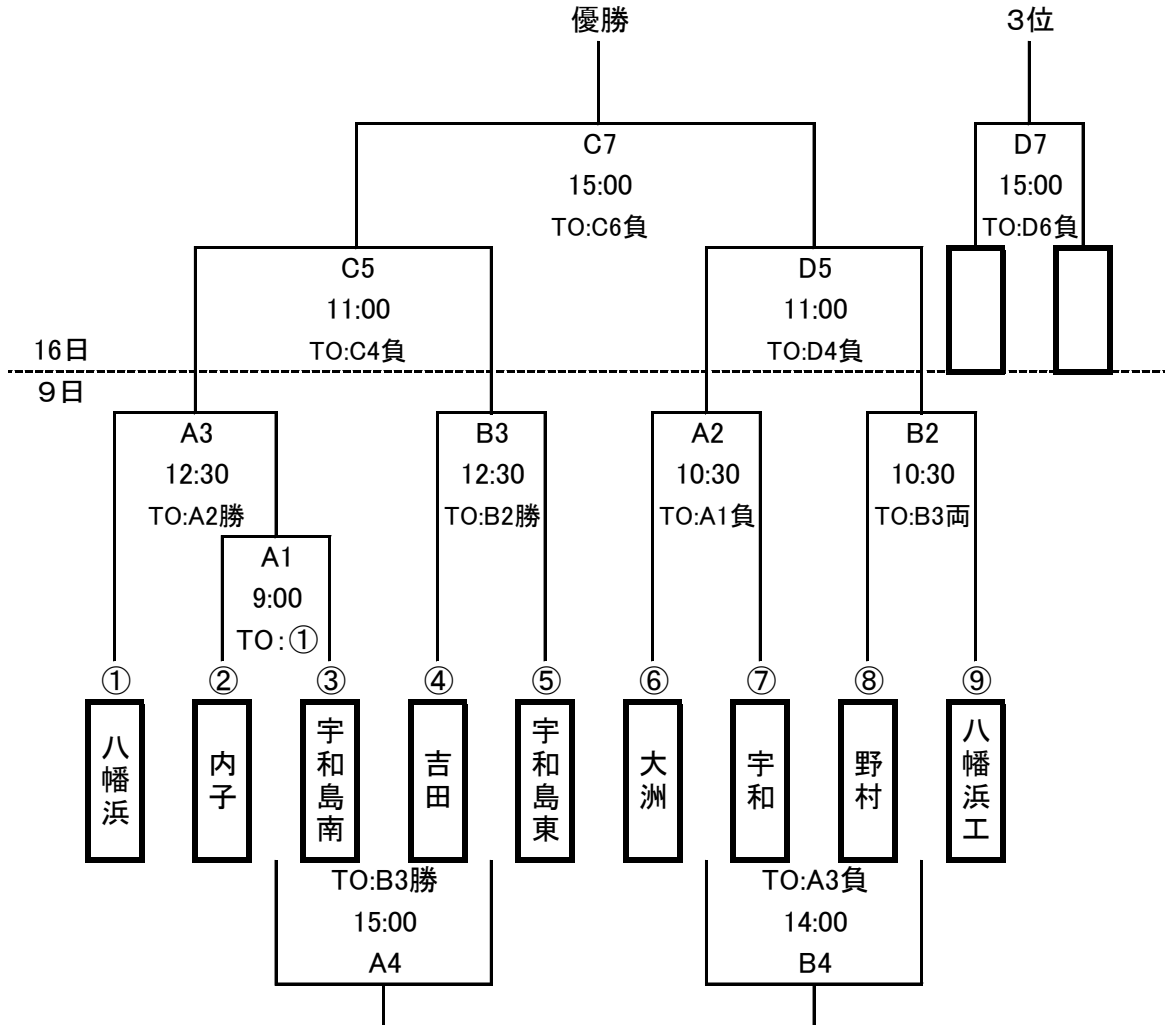 優勝
３位
C7
15:00
TO:C6負
D7
15:00
TO:D6負
C5
11:00
TO:C4負
D5
11:00
TO:D4負
16日
９日
A3
12:30
TO:A2勝
B3
12:30
TO:B2勝
A2
10:30
TO:A1負
B2
10:30
TO:B3両
A1
9:00
TO：①
①
②
③
④
⑤
⑥
⑦
⑧
⑨
八幡浜
内子
宇和島南
吉田
宇和島東
大洲
宇和
野村
八幡浜工
TO:B3勝
15:00
A4
TO:A3負
14:00
B4